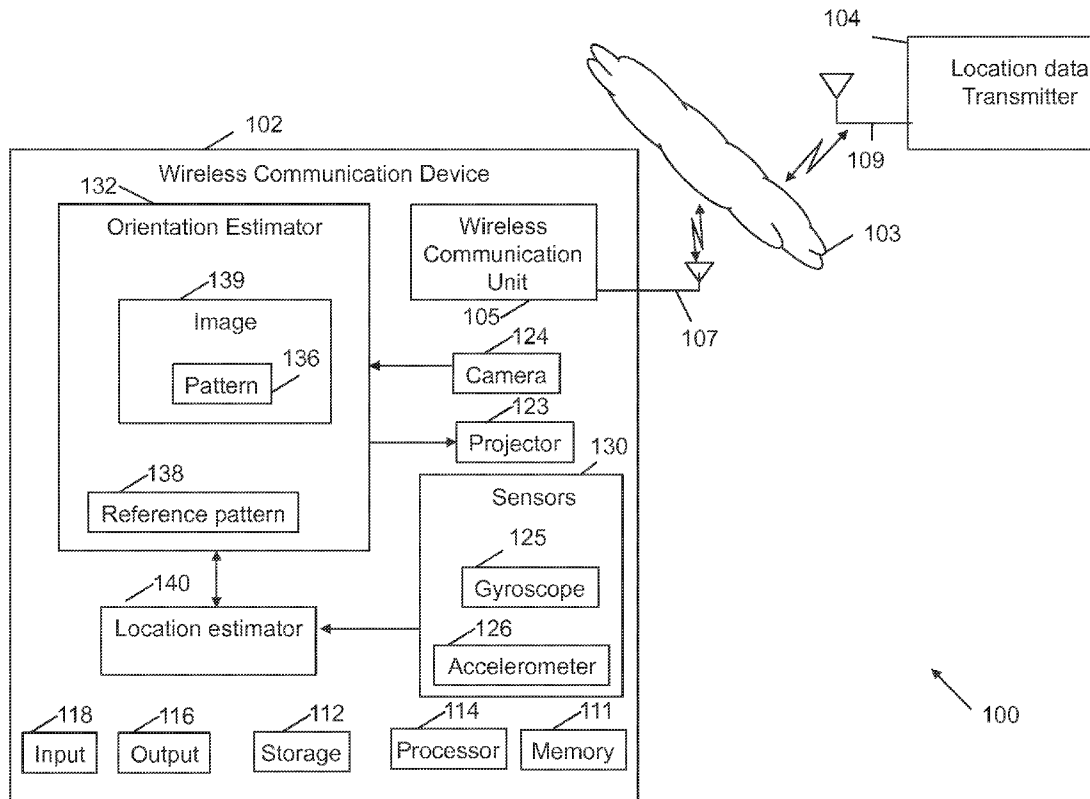 104
Location data
Transmitter
109
103
102
Wireless Communication Device
132
Orientation Estimator
139
Image
136
Pattern
138
Reference pattern
Wireless
Communication
Unit
105
107
124
Camera
123
Projector
130
Sensors
125
Gyroscope
126
Accelerometer
140
Location estimator
118
Input
116
Output
112
Storage
114
Processor
111
Memory
100